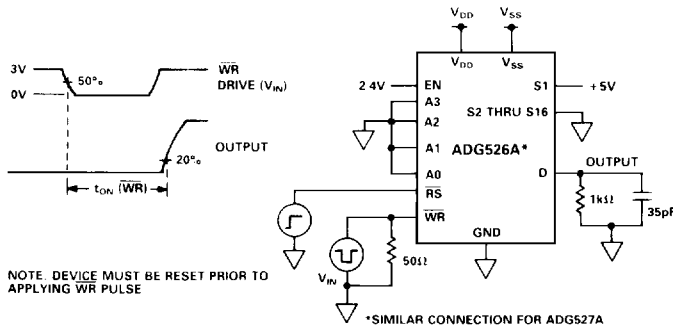 VDD VSS
3V
50%
WR
DRIVE (VIN)
0V
OUTPUT
20%
tON (WR)
NOTE. DEVICE MUST BE RESET PRIOR TO
APPLYING WR PULSE
VDD VSS
2 4V EN S1 +5V
A3
S2 THRU S16
A2
A1 ADG526A*
A0 D OUTPUT
RS
1kΩ 35pF
WR
GND
VIN 50Ω
*SIMILAR CONNECTION FOR ADG527A